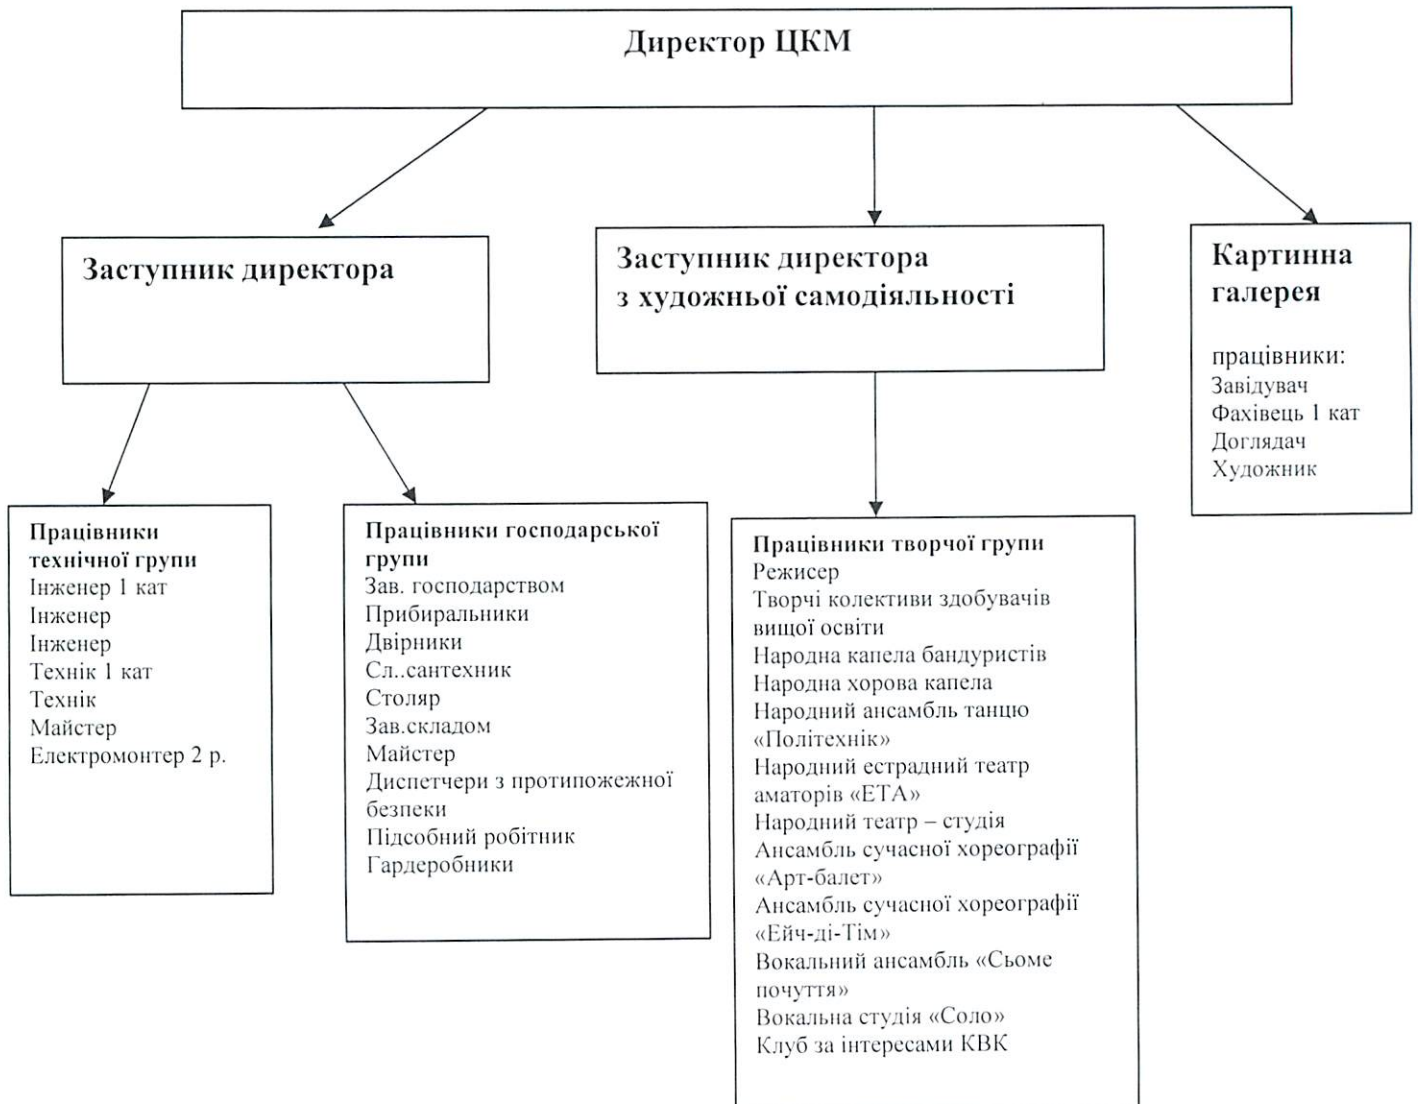 Директор ЦКМ
Заступник директора
Заступник директора
з художньої самодіяльності
Картинна
галерея
працівники:
Завідувач
Фахівець 1 кат
Доглядач
Художник
Працівники
технічної групи
Інженер 1 кат
Інженер
Інженер
Технік 1 кат
Технік
Майстер
Електромонтер 2 р.
Працівники господарської
групи
Зав. господарством
Прибиральники
Двірники
Сл..сантехник
Столяр
Зав.складом
Майстер
Диспетчери з протипожежної
безпеки
Підсобний робітник
Гардеробники
Працівники творчої групи
Режисер
Творчі колективи здобувачів
вищої освіти
Народна капела бандуристів
Народна хорова капела
Народний ансамбль танцю
«Політехнік»
Народний естрадний театр
аматорів «ЕТА»
Народний театр – студія
Ансамбль сучасної хореографії
«Арт-балет»
Ансамбль сучасної хореографії
«Ейч-ді-Тім»
Вокальний ансамбль «Сьоме
почуття»
Вокальна студія «Соло»
Клуб за інтересами КВК